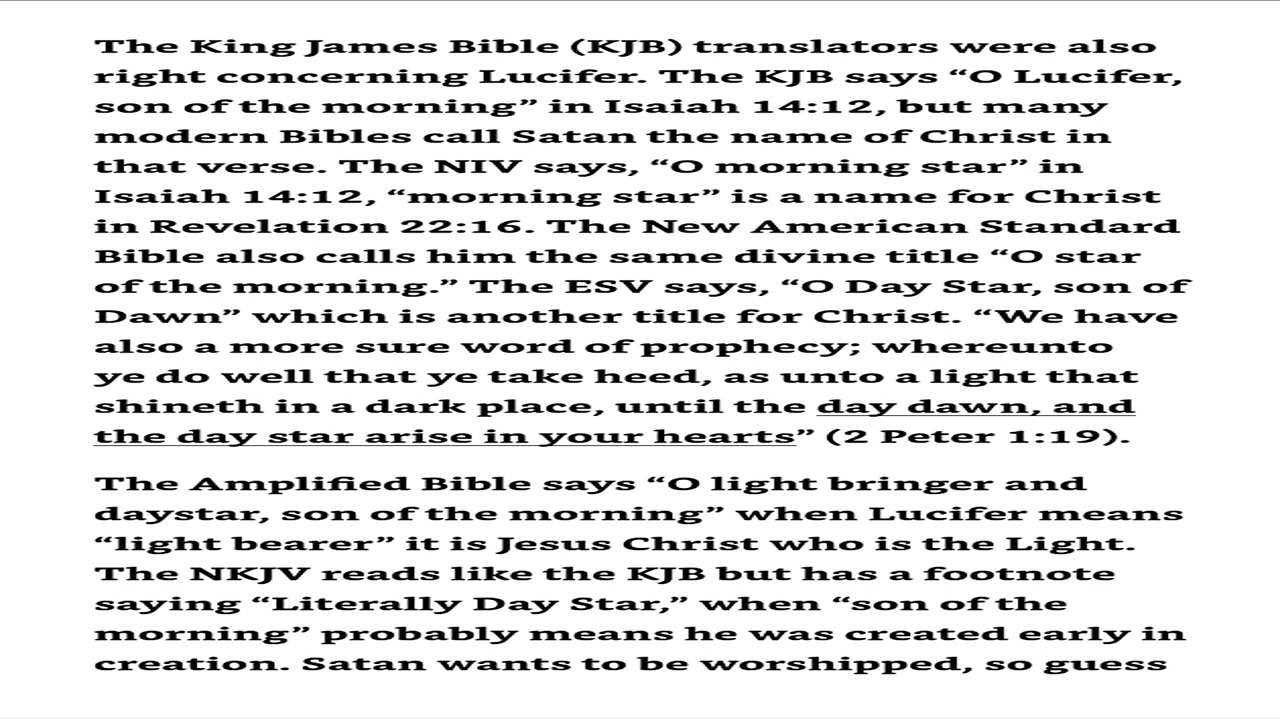 The King James Bible (KJB) translators were also
right concerning Lucifer. The KJB says “O Lucifer,
son of the morning” in Isaiah 14:12, but many
modern Bibles call Satan the name of Christ in
that verse. The NIV says, “O morning star” in
Isaiah 14:12, “morning star” is a name for Christ
in Revelation 22:16. The New American Standard
Bible also calls him the same divine title “O star
of the morning.” The ESV says, “O Day Star, son of
Dawn” which is another title for Christ. “We have
also a more sure word of prophecy; whereunto
ye do well that ye take heed, as unto a light that
shineth in a dark place, until the day dawn, and
the day star arise in your hearts” (2 Peter 1:19).
The Amplified Bible says “O light bringer and
daystar, son of the morning” when Lucifer means
“light bearer” it is Jesus Christ who is the Light.
The NKJV reads like the KJB but has a footnote
saying “Literally Day Star,” when “son of the
morning” probably means he was created early in
creation. Satan wants to be worshipped, so guess